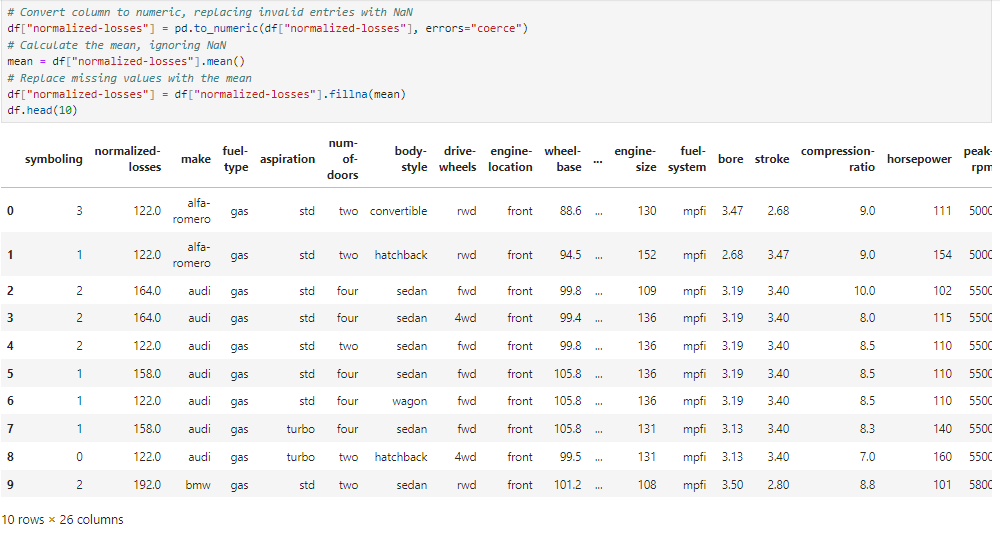 # Convert column to numeric, replacing invalid entries with NaN
df["normalized-losses"] = pd.to_numeric(df["normalized-losses"], errors="coerce")
# Calculate the mean, ignoring NaN
mean = df["normalized-losses"].mean()
# Replace missing values with the mean
df["normalized-losses"] = df["normalized-losses"].fillna(mean)
df.head(10)
symboling normalized-losses make fuel-type aspiration num-of-doors body-style drive-wheels engine-location wheel-base ... engine-size fuel-system bore stroke compression-ratio horsepower peak-rpm
0 3 122.0 alfa-romero gas std two convertible rwd front 88.6 ... 130 mpfi 3.47 2.68 9.0 111 5000
1 1 122.0 alfa-romero gas std two hatchback rwd front 94.5 ... 152 mpfi 2.68 3.47 9.0 154 5000
2 2 164.0 audi gas std four sedan fwd front 99.8 ... 109 mpfi 3.19 3.40 10.0 102 5500
3 2 164.0 audi gas std four sedan 4wd front 99.4 ... 136 mpfi 3.19 3.40 8.0 115 5500
4 2 122.0 audi gas std two sedan fwd front 99.8 ... 136 mpfi 3.19 3.40 8.5 110 5500
5 1 158.0 audi gas std four sedan fwd front 105.8 ... 136 mpfi 3.19 3.40 8.5 110 5500
6 1 122.0 audi gas std four wagon fwd front 105.8 ... 136 mpfi 3.19 3.40 8.5 110 5500
7 1 158.0 audi gas turbo four sedan fwd front 105.8 ... 131 mpfi 3.13 3.40 8.3 140 5500
8 0 122.0 audi gas turbo two hatchback 4wd front 99.5 ... 131 mpfi 3.13 3.40 7.0 160 5500
9 2 192.0 bmw gas std two sedan rwd front 101.2 ... 108 mpfi 3.50 2.80 8.8 101 5800
10 rows × 26 columns